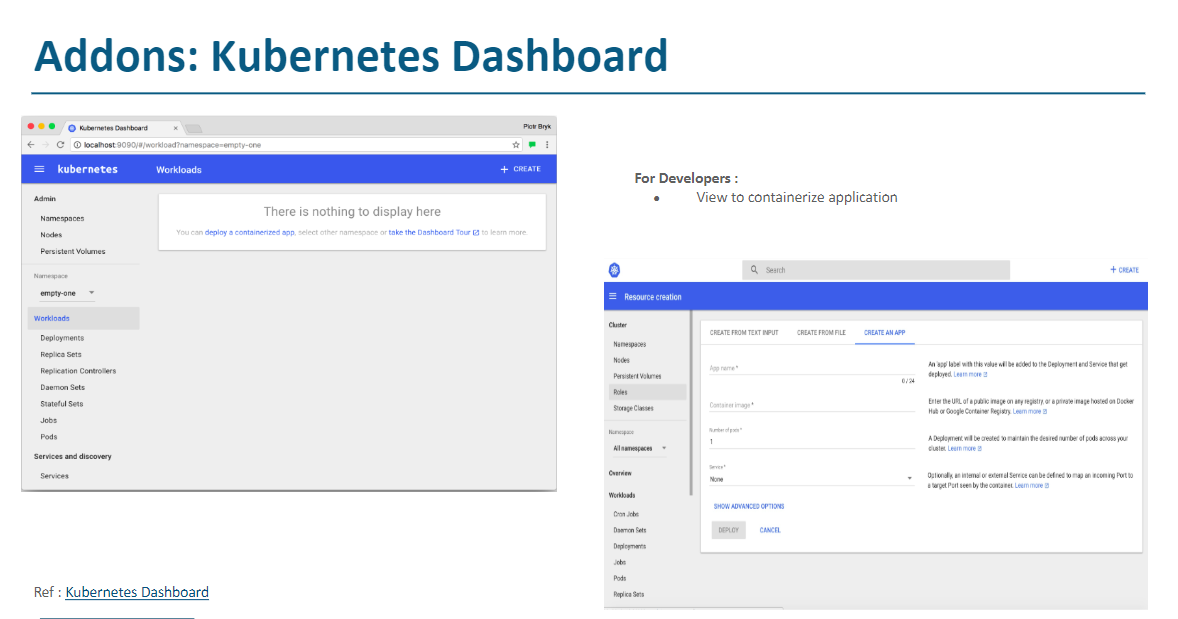 Addons: Kubernetes Dashboard
Kubernetes Dashboard
Piotr Bryk
localhost:9090/#/workload?namespace=empty-one
kubernetes
Workloads
+ CREATE
Admin
Namespaces
Nodes
Persistent Volumes
Namespace
empty-one
Workloads
Deployments
Replica Sets
Replication Controllers
Daemon Sets
Stateful Sets
Jobs
Pods
Services and discovery
Services
There is nothing to display here
You can deploy a containerized app, select other namespace or take the Dashboard Tour to learn more.
For Developers :
• View to containerize application
Search
+ CREATE
Resource creation
Cluster
Namespaces
Nodes
Persistent Volumes
Roles
Storage Classes
Namespace
All namespaces
Overview
Workloads
Cron Jobs
Daemon Sets
Deployments
Jobs
Pods
Replica Sets
CREATE FROM TEXT INPUT CREATE FROM FILE CREATE AN APP
App name *
0 / 24
An 'app' label with this value will be added to the Deployment and Service that get
deployed. Learn more
Container image *
Enter the URL of a public image on any registry, or a private image hosted on Docker
Hub or Google Container Registry. Learn more
Number of pods *
1
A Deployment will be created to maintain the desired number of pods across your
cluster. Learn more
Service *
None
Optionally, an internal or external Service can be defined to map an incoming Port to
a target Port seen by the container. Learn more
SHOW ADVANCED OPTIONS
DEPLOY CANCEL
Ref : Kubernetes Dashboard